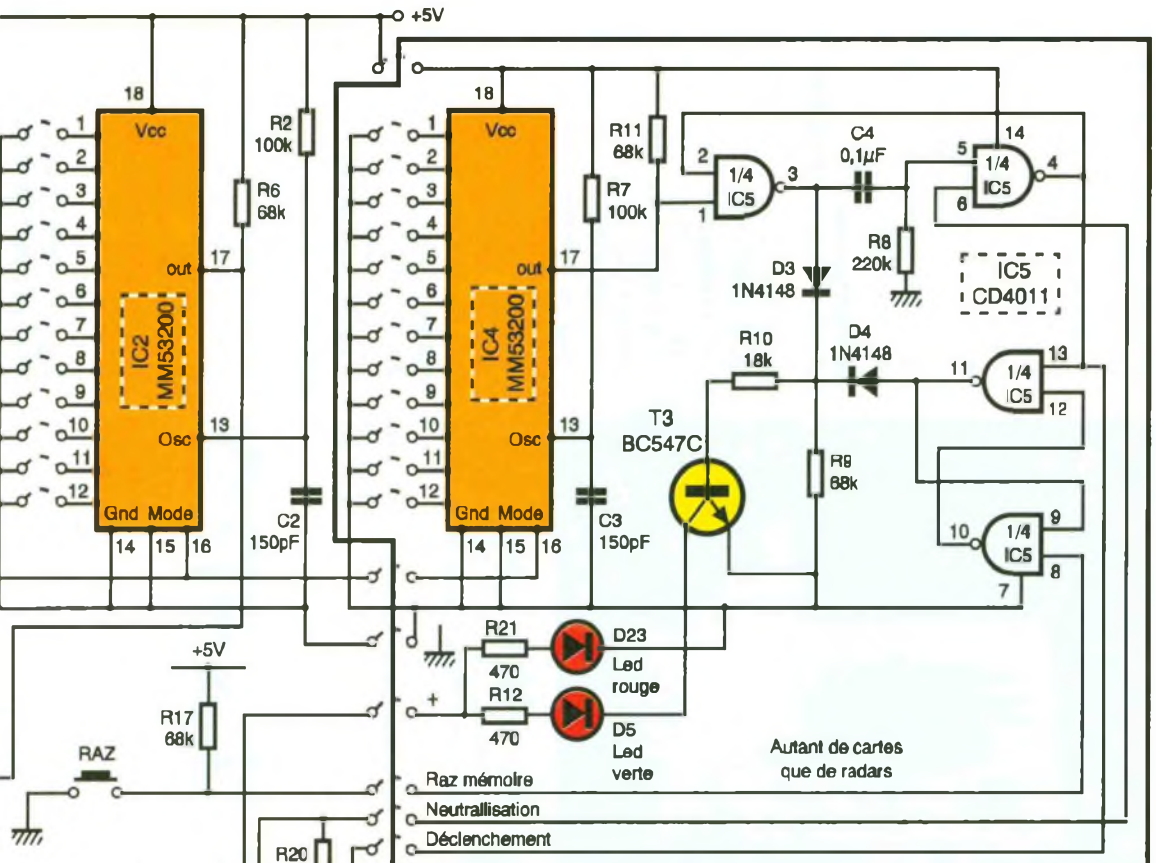 +5V
18
Vcc
1
2
3
4
5
6
7
8
9
10
11
12
IC2
MM53200
out
17
Osc
13
Gnd Mode
14
15
16
R2
100k
R6
68k
C2
150pF
18
Vcc
1
2
3
4
5
6
7
8
9
10
11
12
IC4
MM53200
out
17
Osc
13
Gnd Mode
14
15
16
R11
68k
R7
100k
C3
150pF
2
1
1/4
IC5
3
C4
0,1µF
5
6
1/4
IC5
14
4
R8
220k
IC5
CD4011
D3
1N4148
R10
18k
D4
1N4148
11
1/4
IC5
13
12
T3
BC547C
R9
68k
10
1/4
IC5
9
8
7
R21
470
D23
Led
rouge
+
R12
470
D5
Led
verte
Autant de cartes
que de radars
+5V
R17
68k
RAZ
Raz mémoire
Neutrallisation
Déclenchement
R20